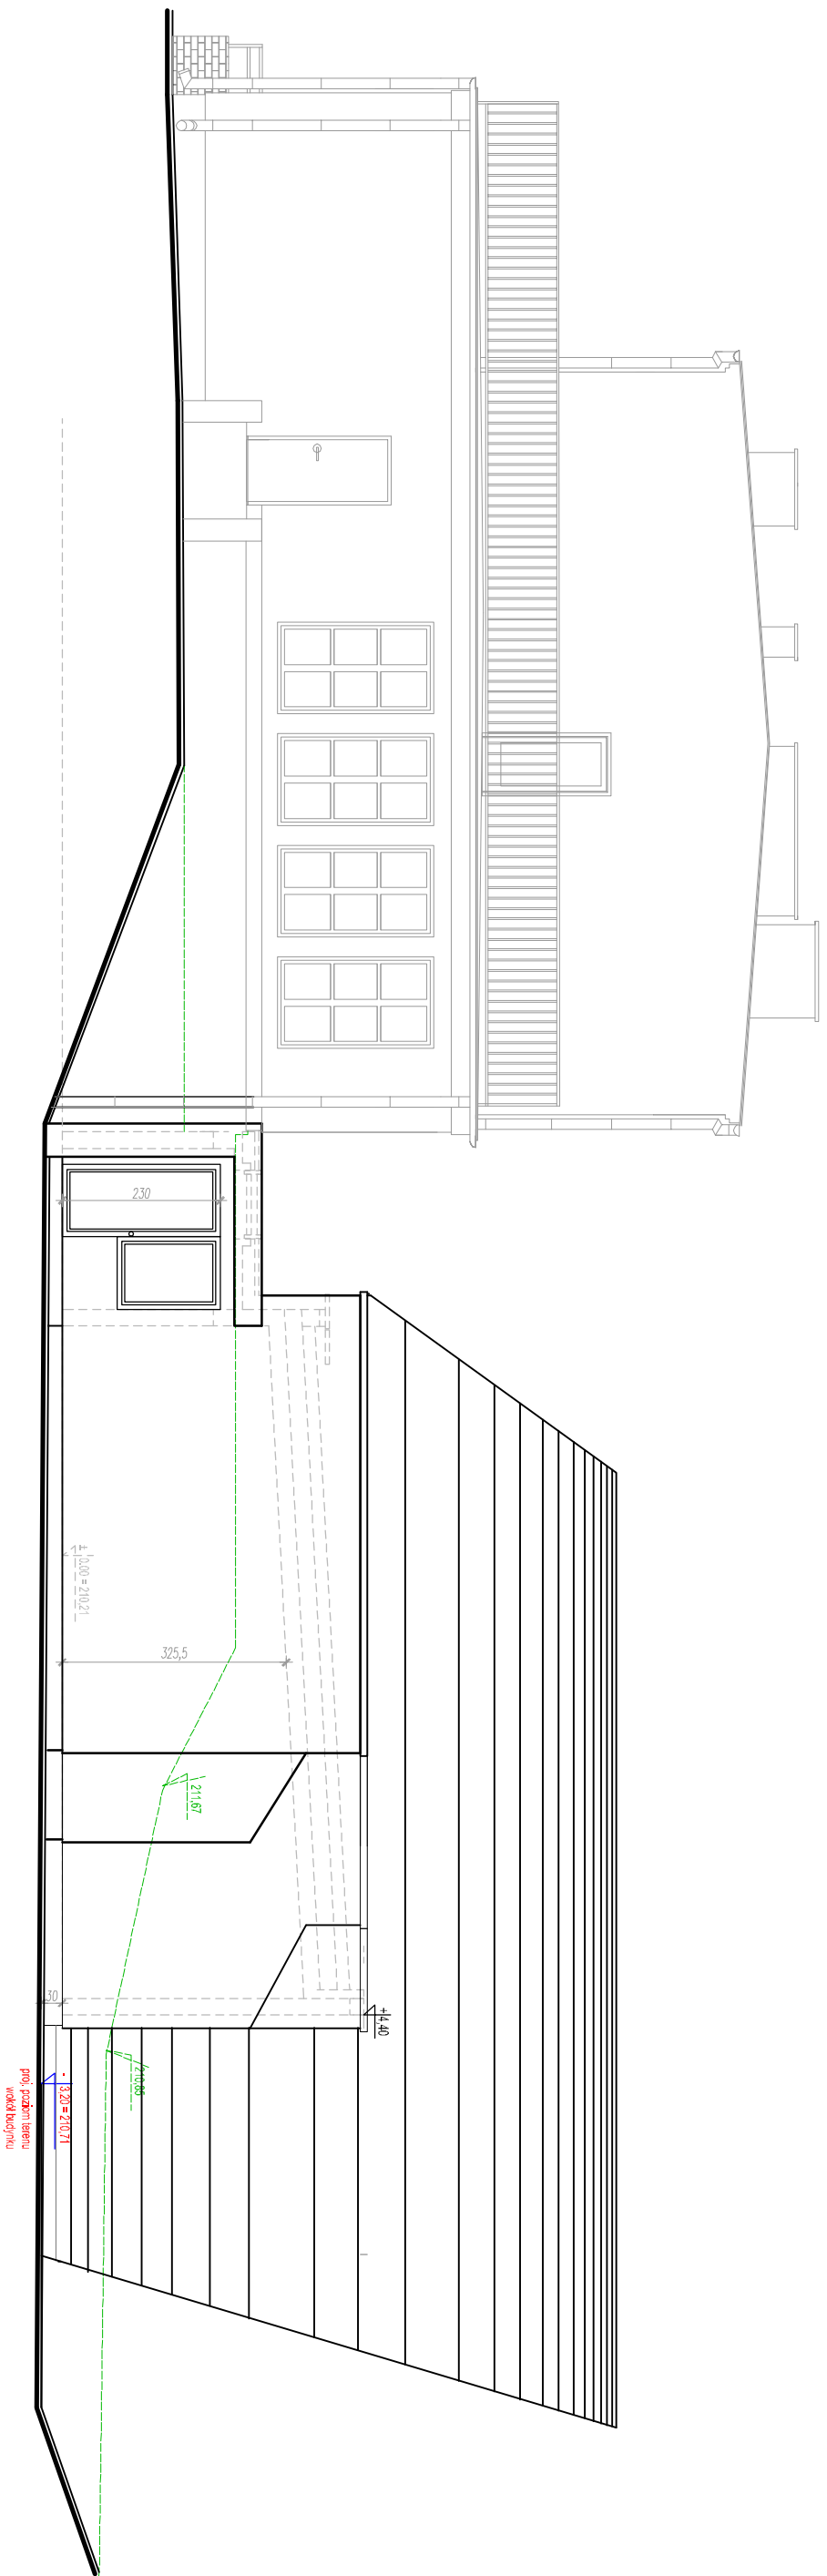 230
± 0.00 = 210.21
325,5
211,67
+4,40
30
210.85
- 3,20 = 210,71
proj. poziom terenu
wokół budynku